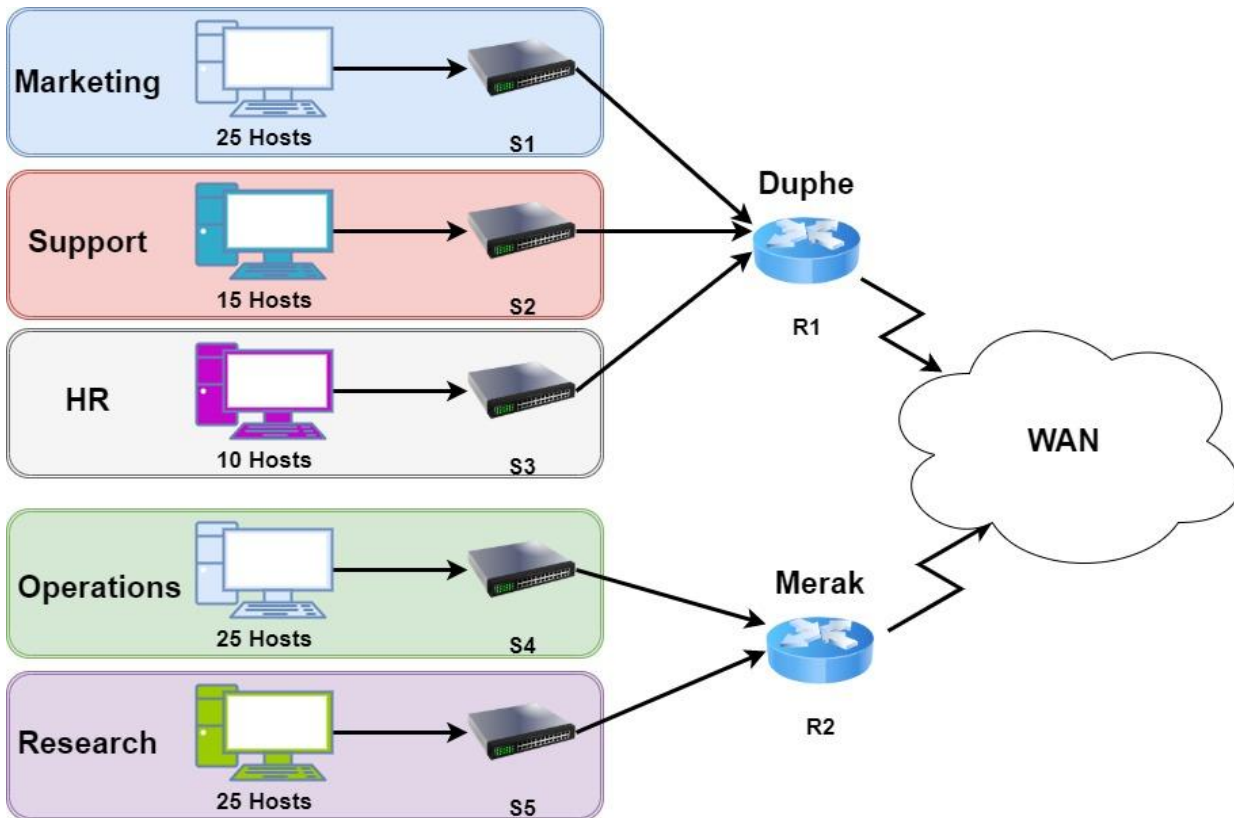 Marketing
25 Hosts
S1
Support
15 Hosts
S2
HR
10 Hosts
S3
Duphe
R1
WAN
Operations
25 Hosts
S4
Research
25 Hosts
S5
Merak
R2